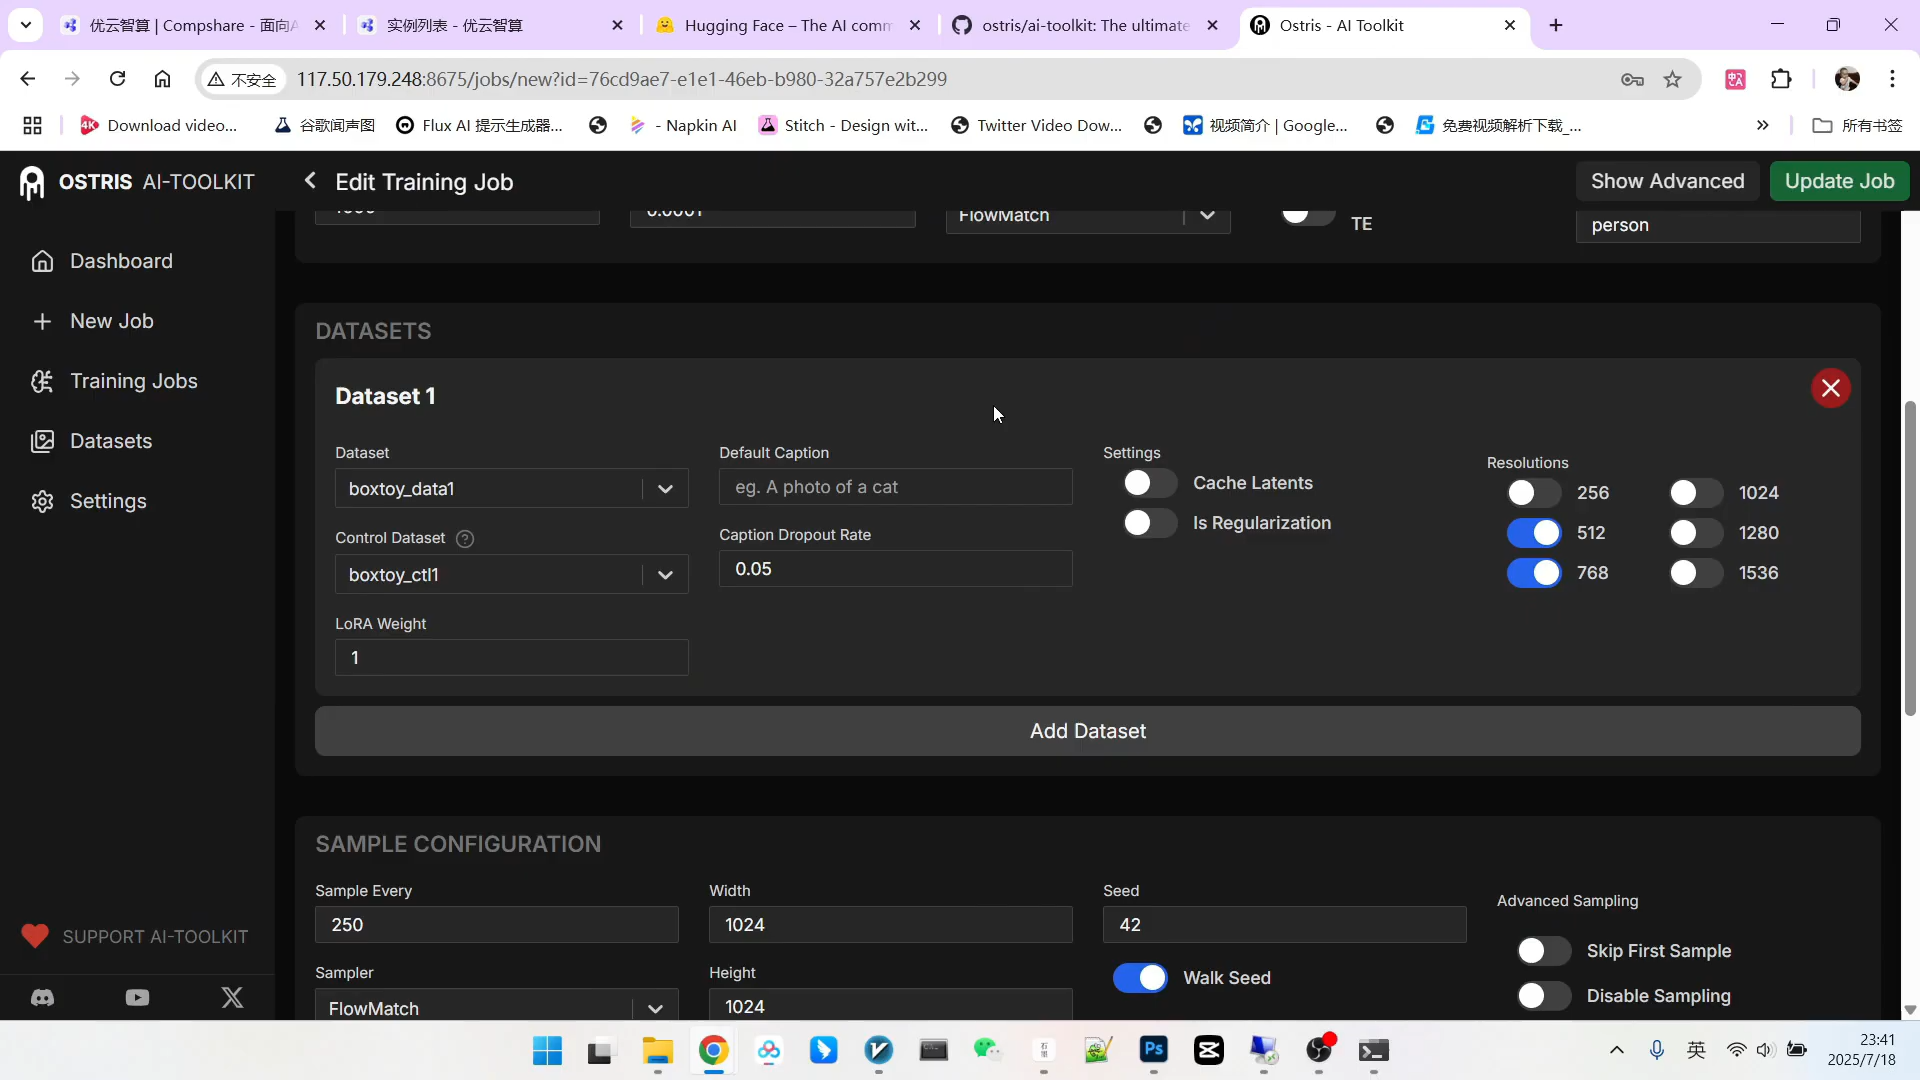 优云智算 | Compshare - 面向A
实例列表 - 优云智算
Hugging Face – The AI comm
ostris/ai-toolkit: The ultimate
Ostris - AI Toolkit
不安全
117.50.179.248:8675/jobs/new?id=76cd9ae7-e1e1-46eb-b980-32a757e2b299
Download video...
谷歌闻声图
Flux AI 提示生成器...
- Napkin AI
Stitch - Design wit...
Twitter Video Dow...
视频简介 | Google...
免费视频解析下载_...
所有书签
OSTRIS AI-TOOLKIT
Edit Training Job
Show Advanced
Update Job
Dashboard
New Job
Training Jobs
Datasets
Settings
SUPPORT AI-TOOLKIT
0.0001
FlowMatch
TE
person
DATASETS
Dataset 1
Dataset
boxtoy_data1
Control Dataset
boxtoy_ctl1
LoRA Weight
1
Default Caption
eg. A photo of a cat
Caption Dropout Rate
0.05
Settings
Cache Latents
Is Regularization
Resolutions
256
512
768
1024
1280
1536
Add Dataset
SAMPLE CONFIGURATION
Sample Every
250
Sampler
FlowMatch
Width
1024
Height
1024
Seed
42
Walk Seed
Advanced Sampling
Skip First Sample
Disable Sampling
Ps
英
23:41
2025/7/18